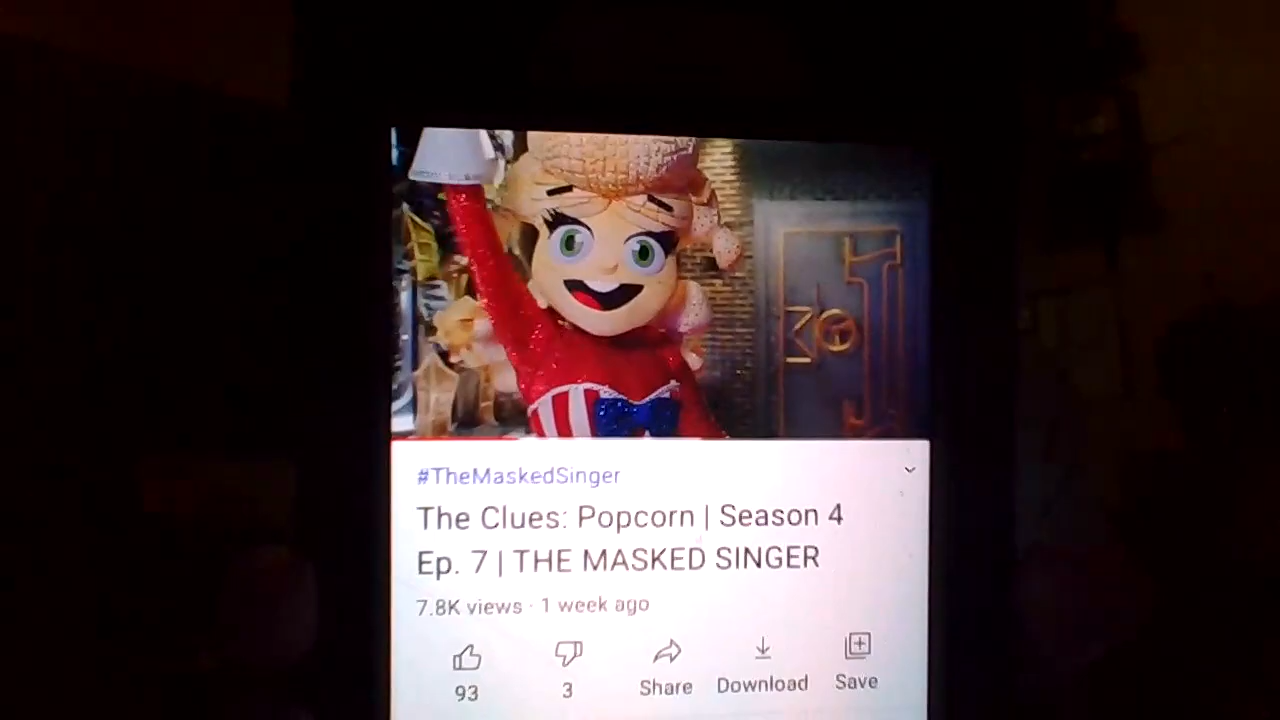 #TheMaskedSinger
The Clues: Popcorn | Season 4
Ep. 7 | THE MASKED SINGER
7.8K views · 1 week ago
93
3
Share
Download
Save